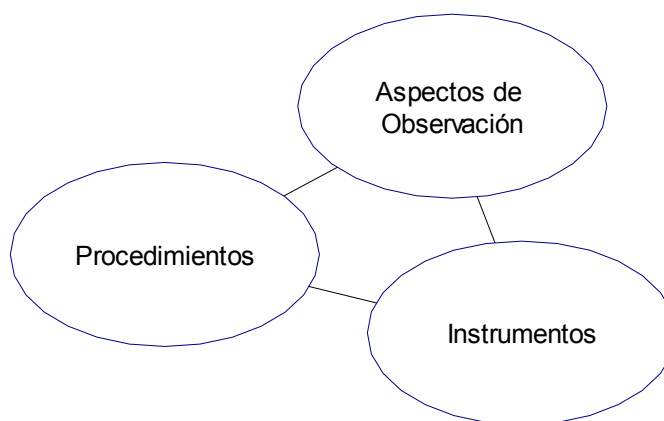 Aspectos de
Observación
Procedimientos
Instrumentos